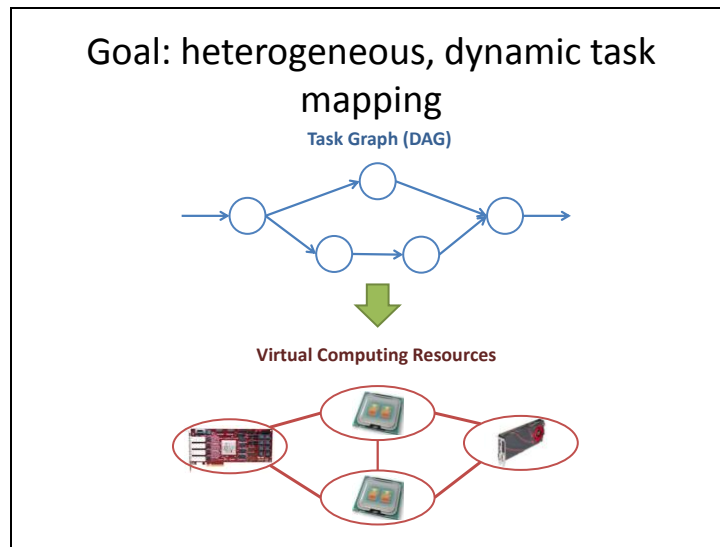 Goal: heterogeneous, dynamic task
mapping
Task Graph (DAG)
Virtual Computing Resources